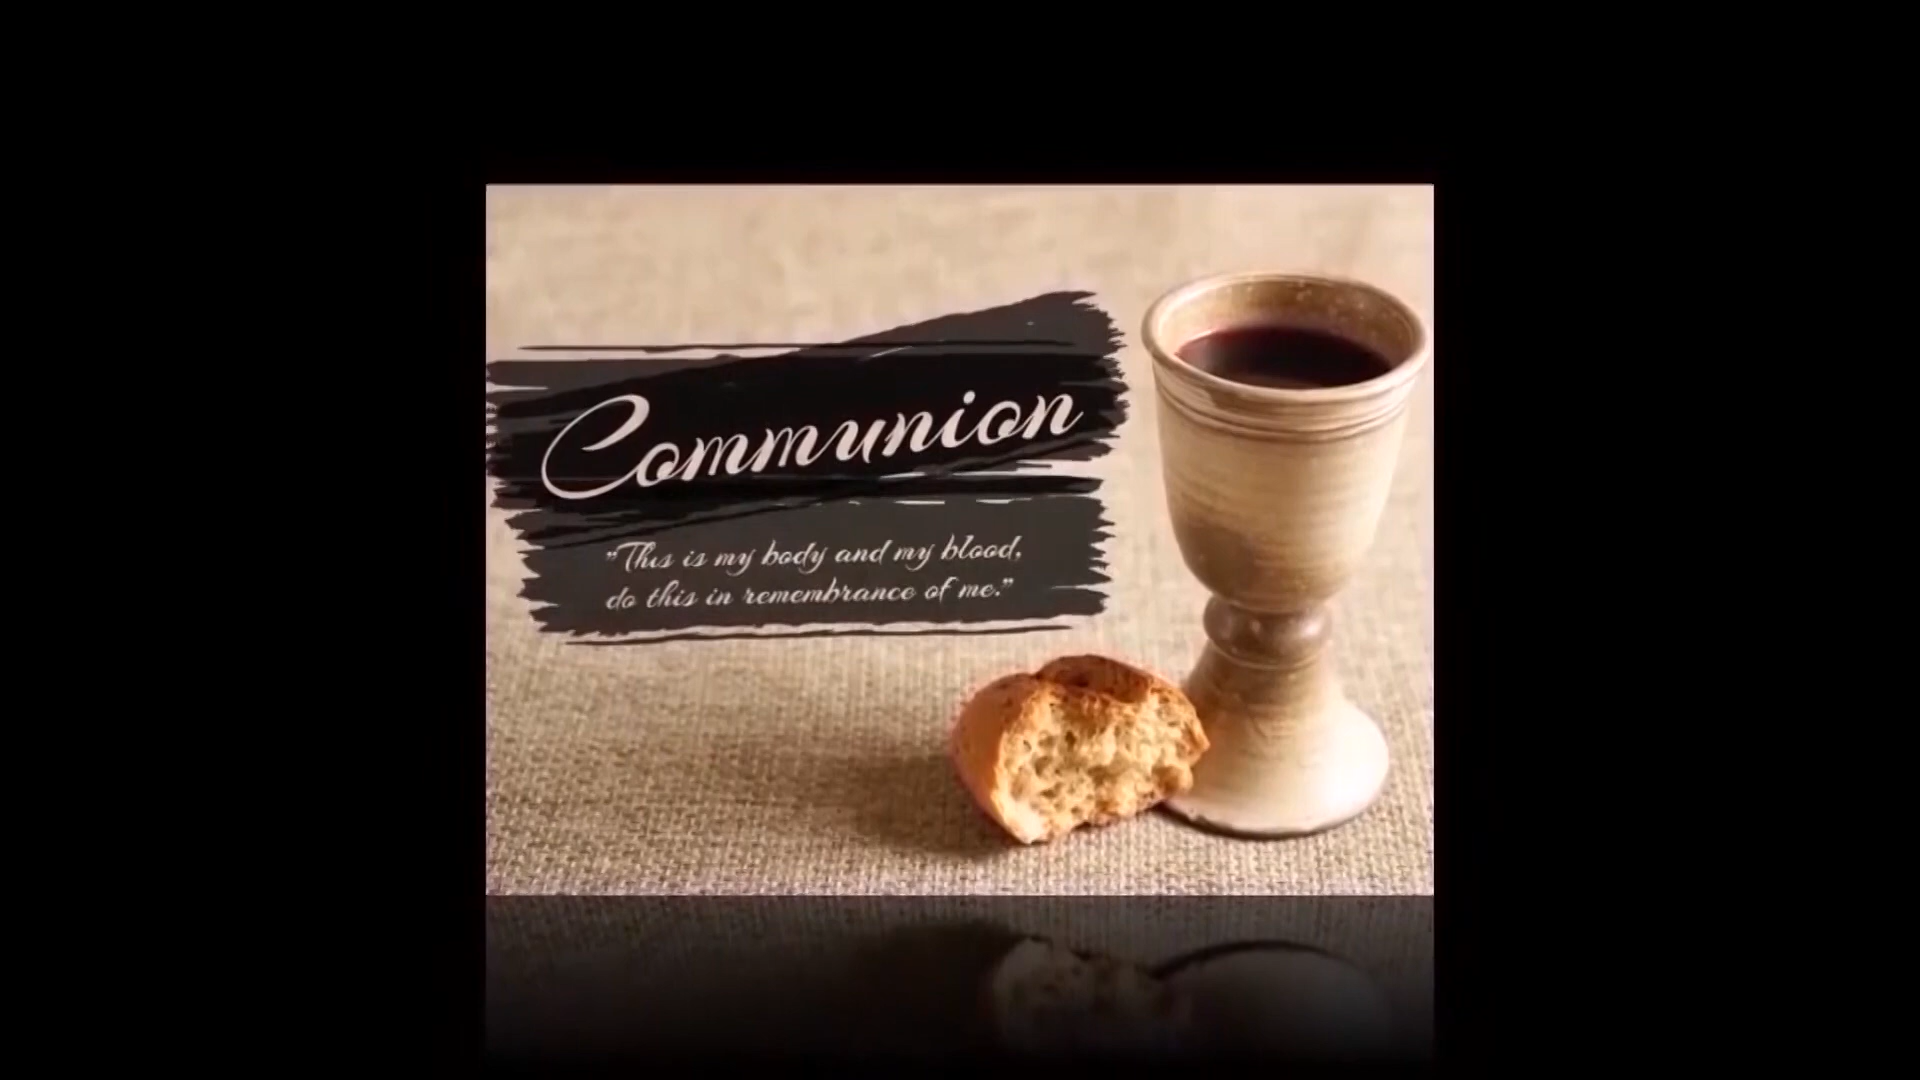 Communion
"This is my body and my blood,
do this in remembrance of me."